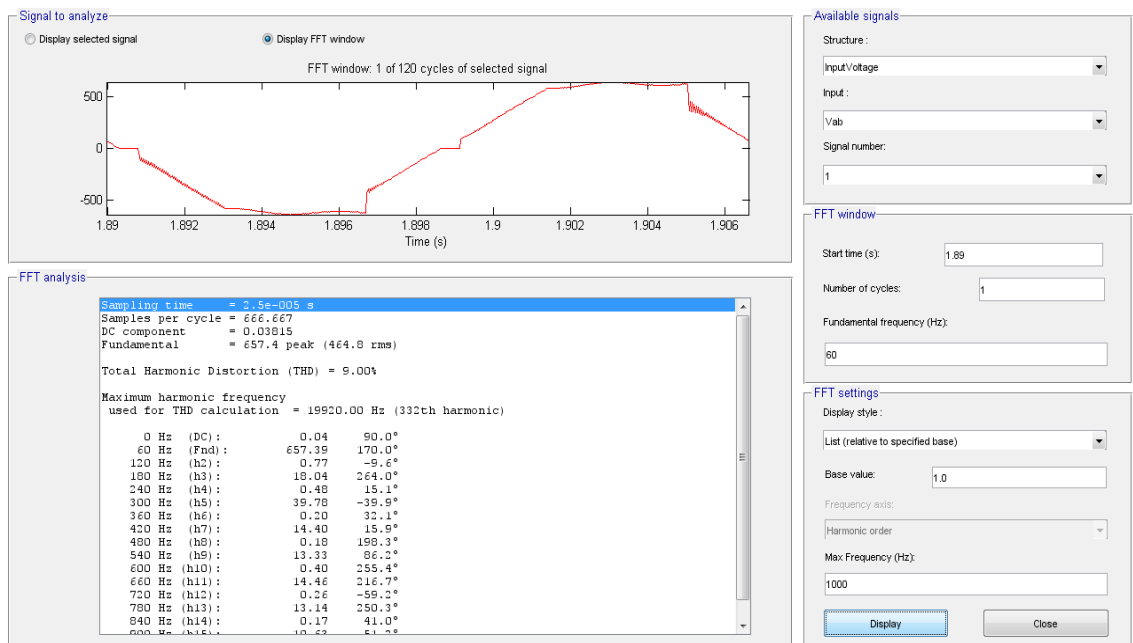 Signal to analyze
Display selected signal
Display FFT window
FFT window: 1 of 120 cycles of selected signal
500
0
-500
1.89 1.892 1.894 1.896 1.898 1.9 1.902 1.904 1.906
Time (s)
FFT analysis
Sampling time = 2.5e-005 s
Samples per cycle = 666.667
DC component = 0.03815
Fundamental = 657.4 peak (464.8 rms)
Total Harmonic Distortion (THD) = 9.00%
Maximum harmonic frequency
used for THD calculation = 19920.00 Hz (332th harmonic)
0 Hz (DC): 0.04 90.0°
60 Hz (Fnd): 657.39 170.0°
120 Hz (h2): 0.77 -9.6°
180 Hz (h3): 18.04 264.0°
240 Hz (h4): 0.48 15.1°
300 Hz (h5): 39.78 -39.9°
360 Hz (h6): 0.20 32.1°
420 Hz (h7): 14.40 15.9°
480 Hz (h8): 0.18 198.3°
540 Hz (h9): 13.33 86.2°
600 Hz (h10): 0.40 255.4°
660 Hz (h11): 14.46 216.7°
720 Hz (h12): 0.26 -59.2°
780 Hz (h13): 13.14 250.3°
840 Hz (h14): 0.17 41.0°
900 Hz (h15): 10.63 51.2°
Available signals
Structure :
InputVoltage
Input :
Vab
Signal number:
1
FFT window
Start time (s): 1.89
Number of cycles: 1
Fundamental frequency (Hz):
60
FFT settings
Display style :
List (relative to specified base)
Base value: 1.0
Frequency axis:
Harmonic order
Max Frequency (Hz):
1000
Display Close